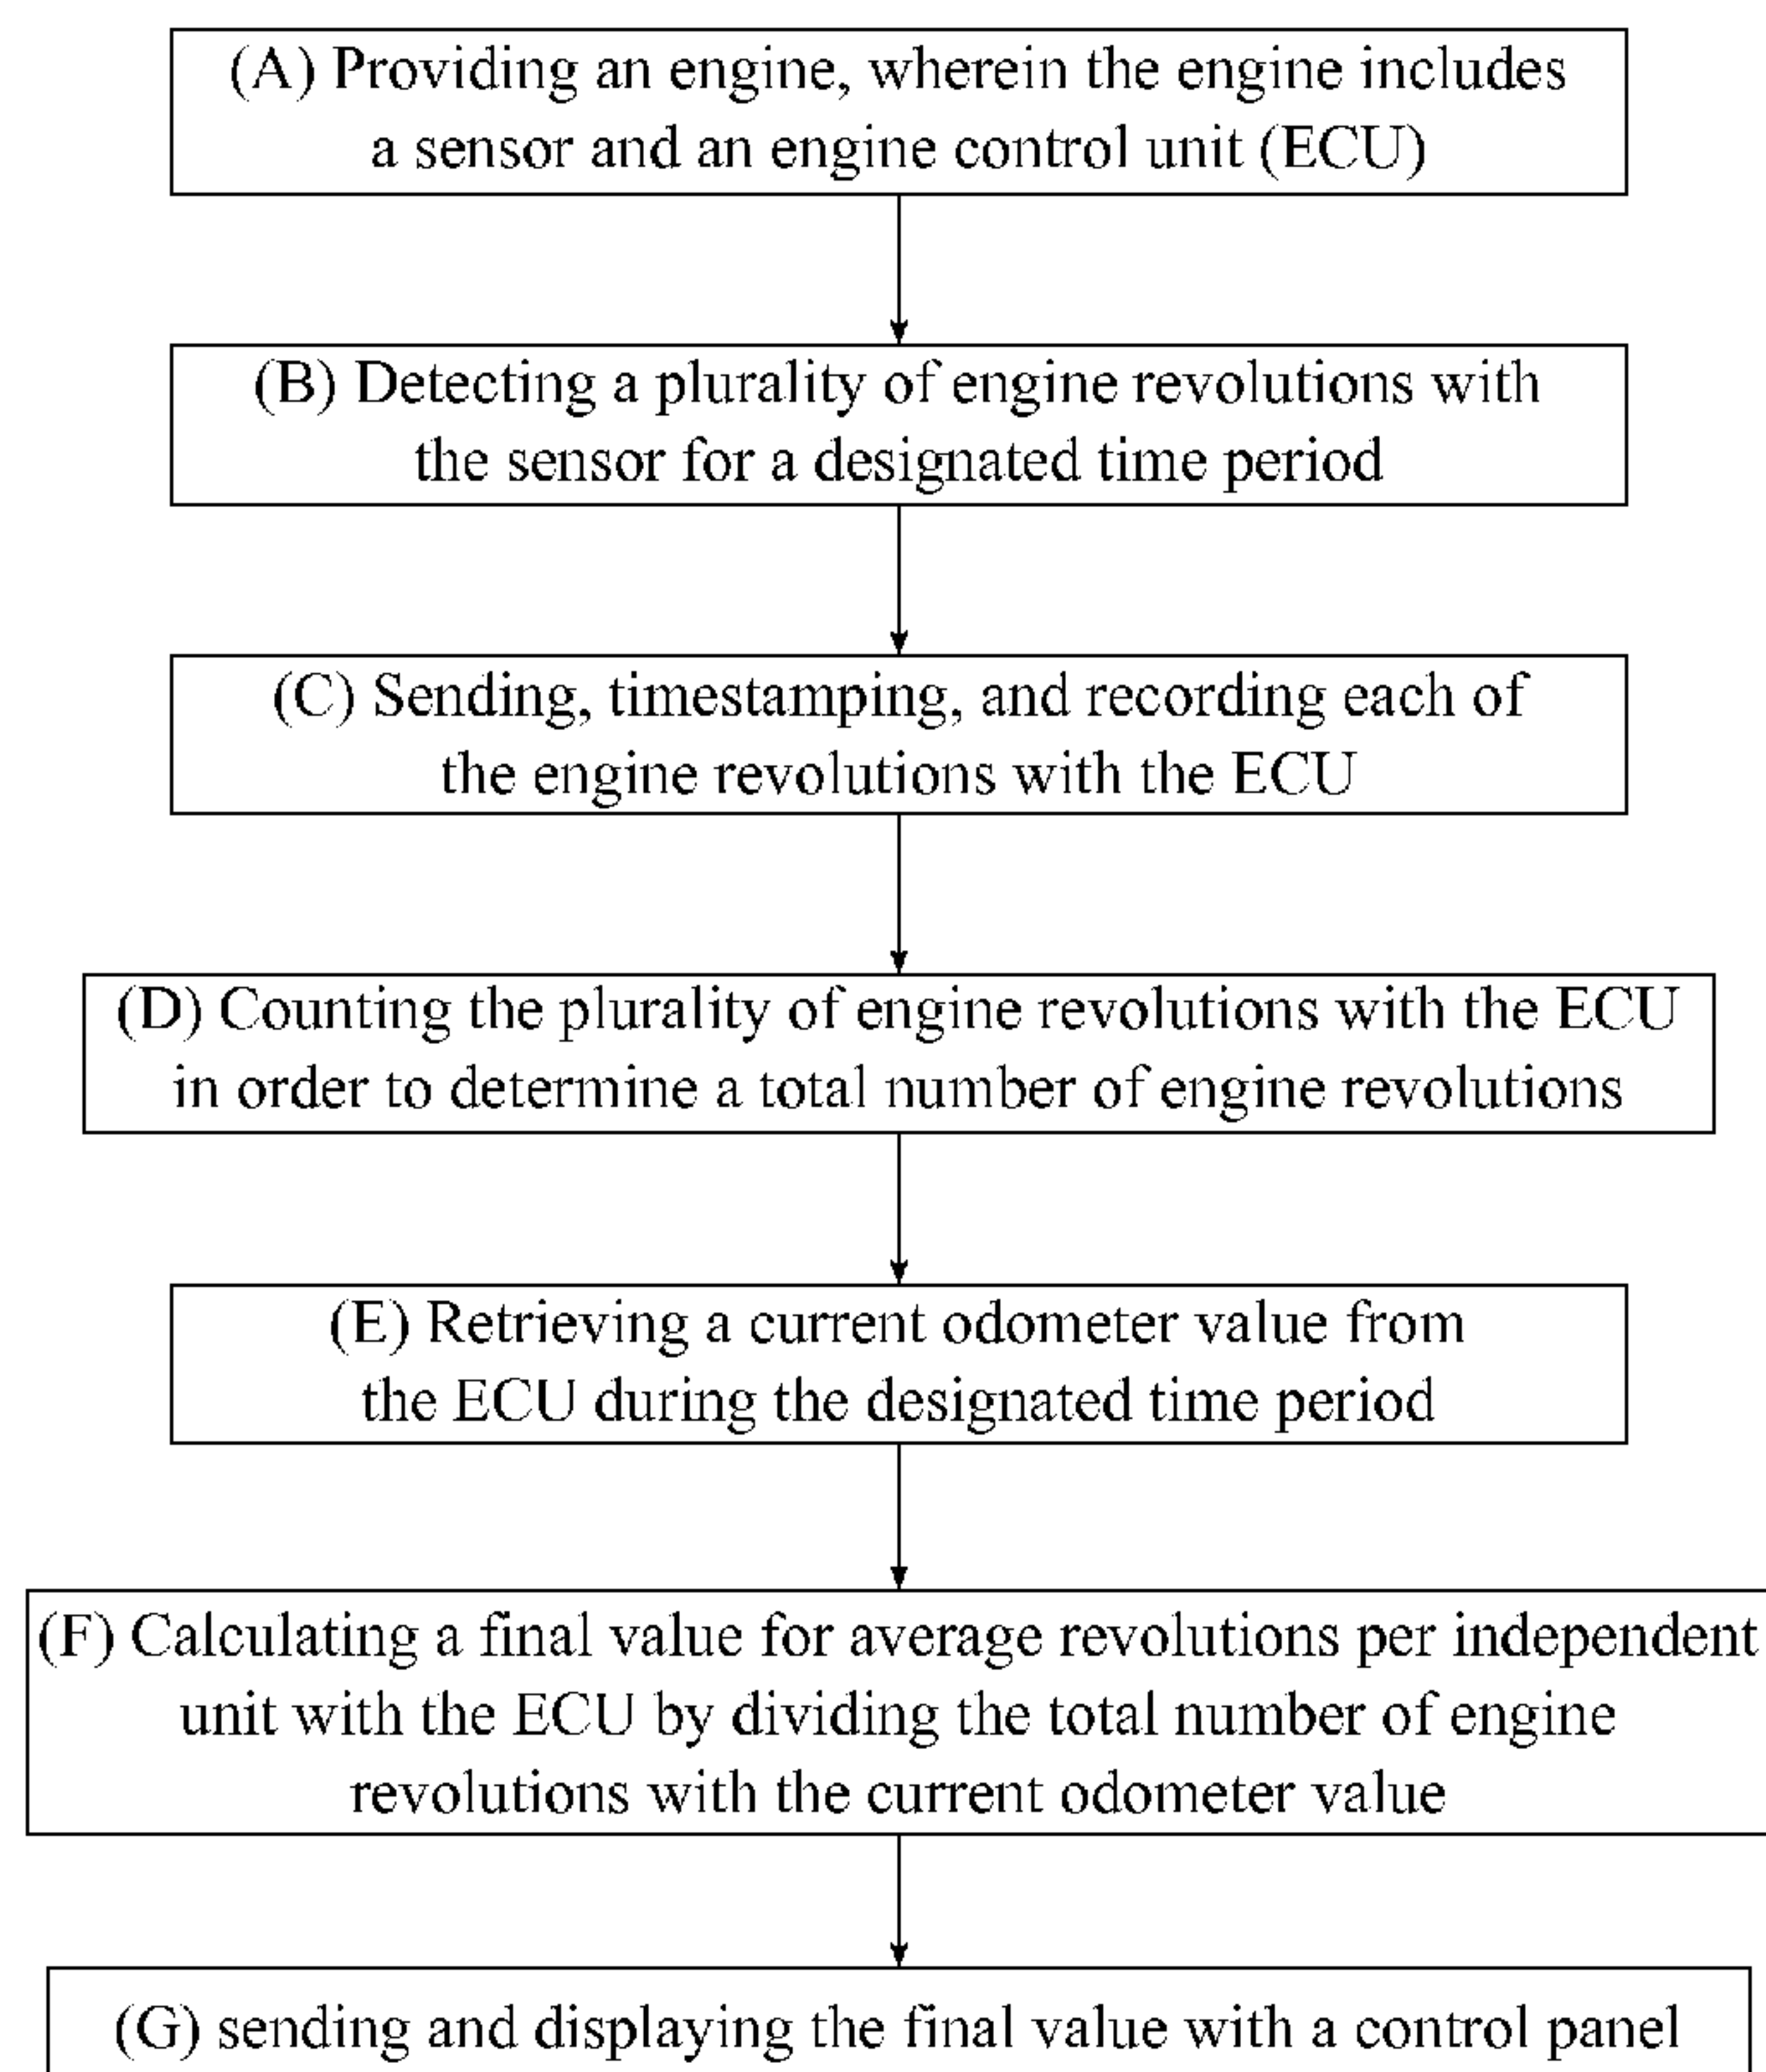 (A) Providing an engine, wherein the engine includes
a sensor and an engine control unit (ECU)
(B) Detecting a plurality of engine revolutions with
the sensor for a designated time period
(C) Sending, timestamping, and recording each of
the engine revolutions with the ECU
(D) Counting the plurality of engine revolutions with the ECU
in order to determine a total number of engine revolutions
(E) Retrieving a current odometer value from
the ECU during the designated time period
(F) Calculating a final value for average revolutions per independent
unit with the ECU by dividing the total number of engine
revolutions with the current odometer value
(G) sending and displaying the final value with a control panel